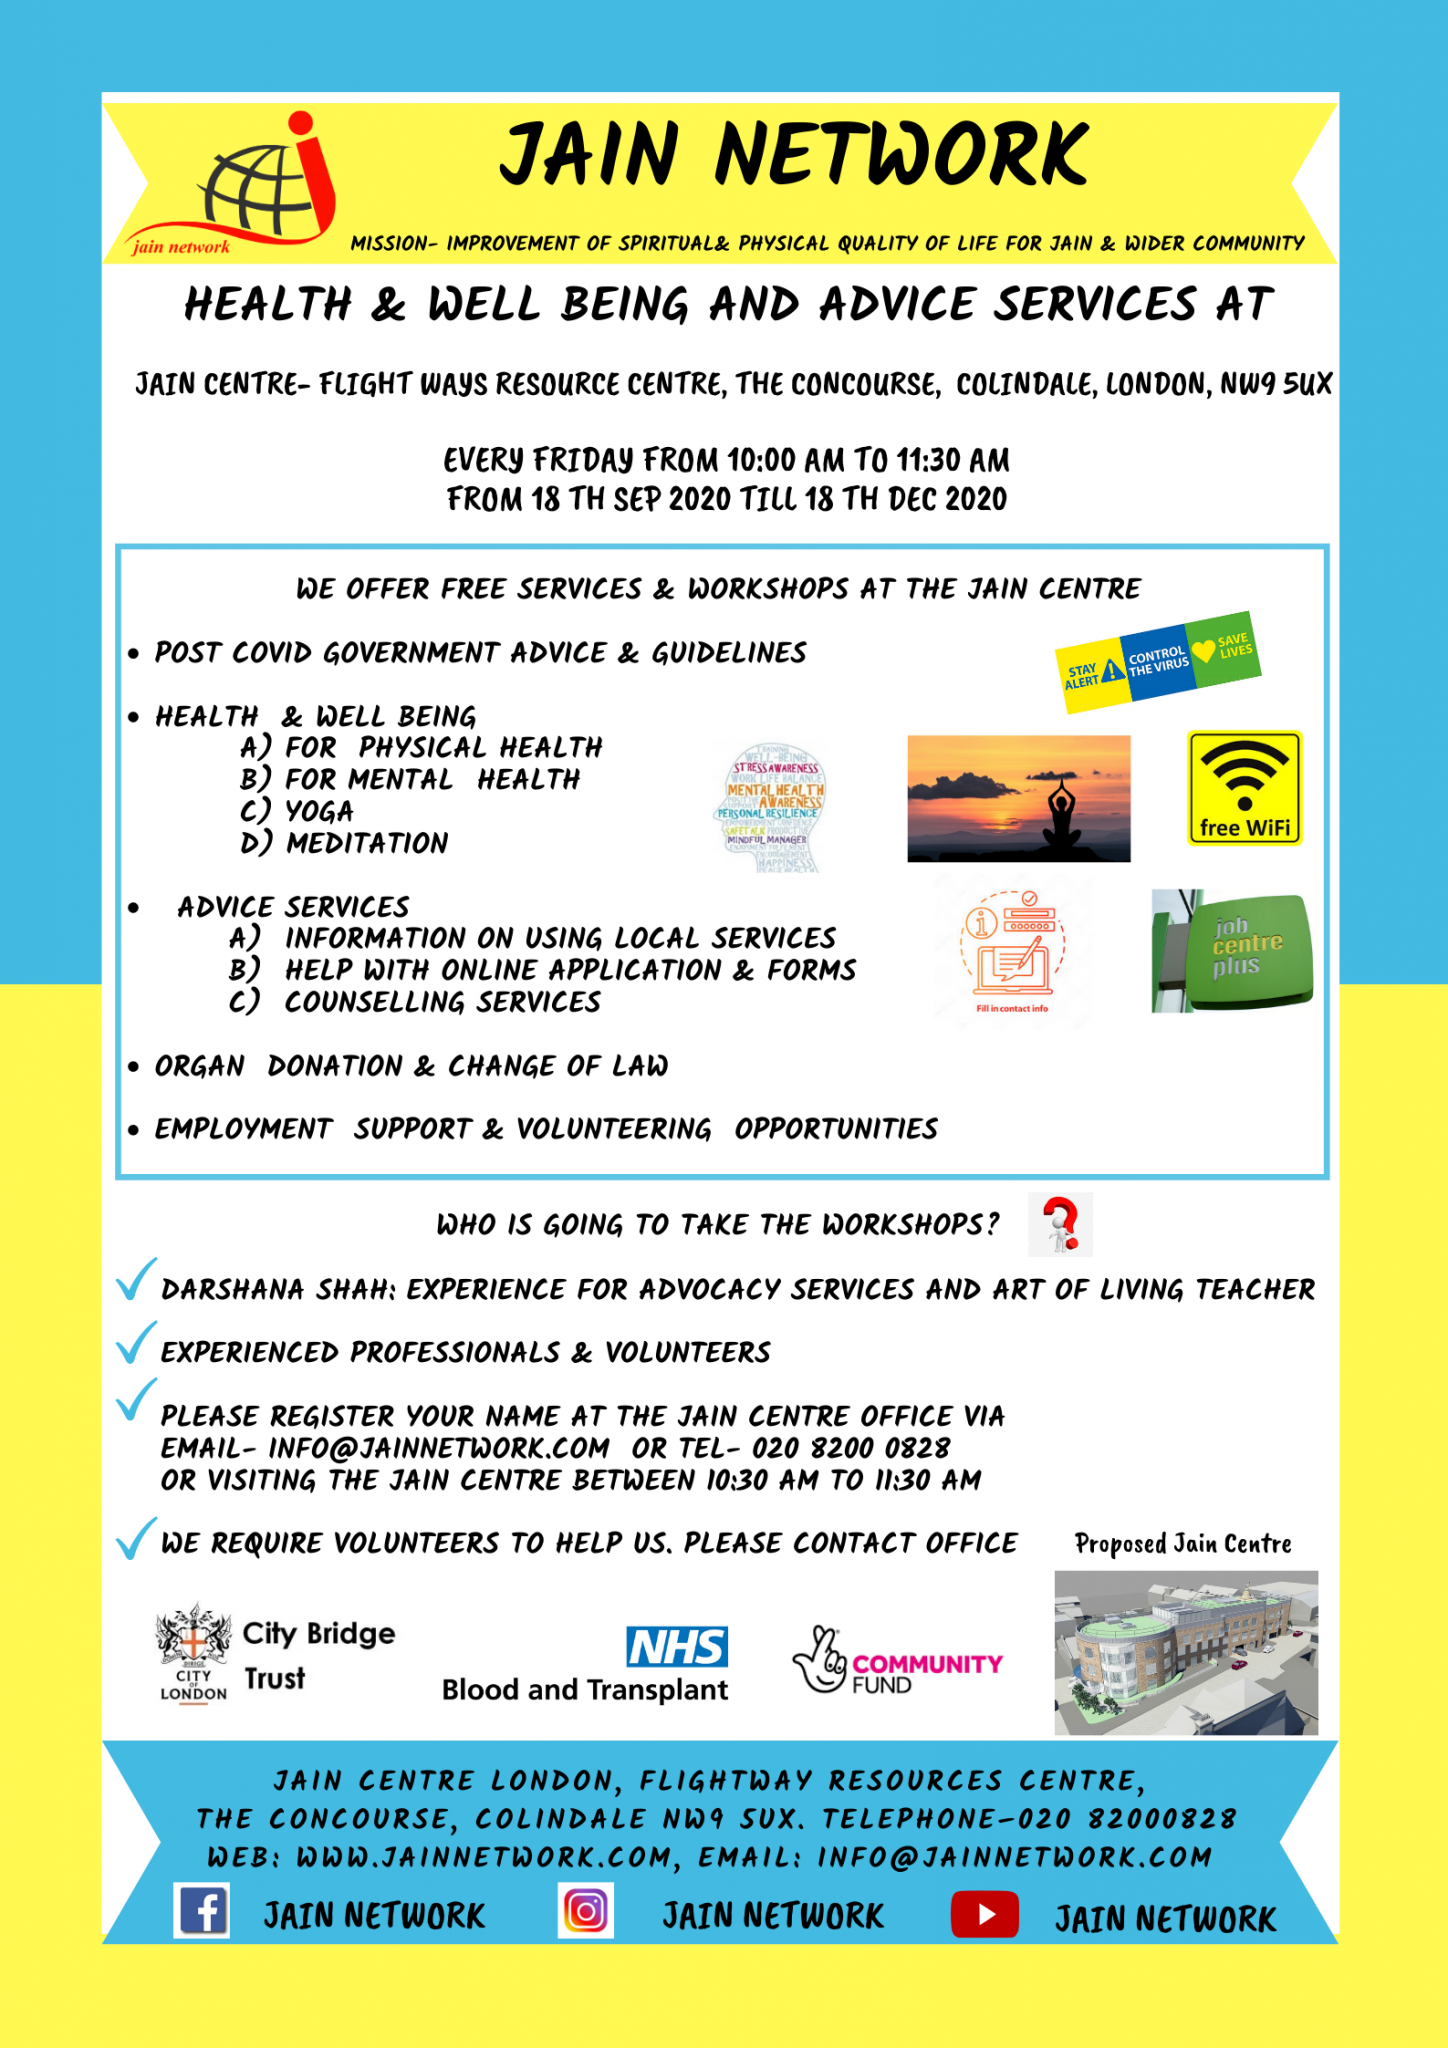 JAIN NETWORK
jain network
MISSION- IMPROVEMENT OF SPIRITUAL& PHYSICAL QUALITY OF LIFE FOR JAIN & WIDER COMMUNITY
HEALTH & WELL BEING AND ADVICE SERVICES AT
JAIN CENTRE- FLIGHT WAYS RESOURCE CENTRE, THE CONCOURSE, COLINDALE, LONDON, NW9 5UX
EVERY FRIDAY FROM 10:00 AM TO 11:30 AM
FROM 18 TH SEP 2020 TILL 18 TH DEC 2020
WE OFFER FREE SERVICES & WORKSHOPS AT THE JAIN CENTRE
• POST COVID GOVERNMENT ADVICE & GUIDELINES
STAY ALERT
CONTROL THE VIRUS
SAVE LIVES
• HEALTH & WELL BEING
A) FOR PHYSICAL HEALTH
B) FOR MENTAL HEALTH
C) YOGA
D) MEDITATION
TRAINING
WELL-BEING
STRESS AWARENESS
WORK LIFE BALANCE
MENTAL HEALTH
AWARENESS
PERSONAL RESILIENCE
MINDFUL MANAGER
HAPPINESS
free WiFi
• ADVICE SERVICES
A) INFORMATION ON USING LOCAL SERVICES
B) HELP WITH ONLINE APPLICATION & FORMS
C) COUNSELLING SERVICES
i
Fill in contact info
job
centre
plus
• ORGAN DONATION & CHANGE OF LAW
• EMPLOYMENT SUPPORT & VOLUNTEERING OPPORTUNITIES
WHO IS GOING TO TAKE THE WORKSHOPS?
DARSHANA SHAH: EXPERIENCE FOR ADVOCACY SERVICES AND ART OF LIVING TEACHER
EXPERIENCED PROFESSIONALS & VOLUNTEERS
PLEASE REGISTER YOUR NAME AT THE JAIN CENTRE OFFICE VIA
EMAIL- INFO@JAINNETWORK.COM OR TEL- 020 8200 0828
OR VISITING THE JAIN CENTRE BETWEEN 10:30 AM TO 11:30 AM
WE REQUIRE VOLUNTEERS TO HELP US. PLEASE CONTACT OFFICE
Proposed Jain Centre
CITY
OF
LONDON
City Bridge
Trust
NHS
Blood and Transplant
COMMUNITY
FUND
JAIN CENTRE LONDON, FLIGHTWAY RESOURCES CENTRE,
THE CONCOURSE, COLINDALE NW9 5UX. TELEPHONE-020 82000828
WEB: WWW.JAINNETWORK.COM, EMAIL: INFO@JAINNETWORK.COM
JAIN NETWORK
JAIN NETWORK
JAIN NETWORK